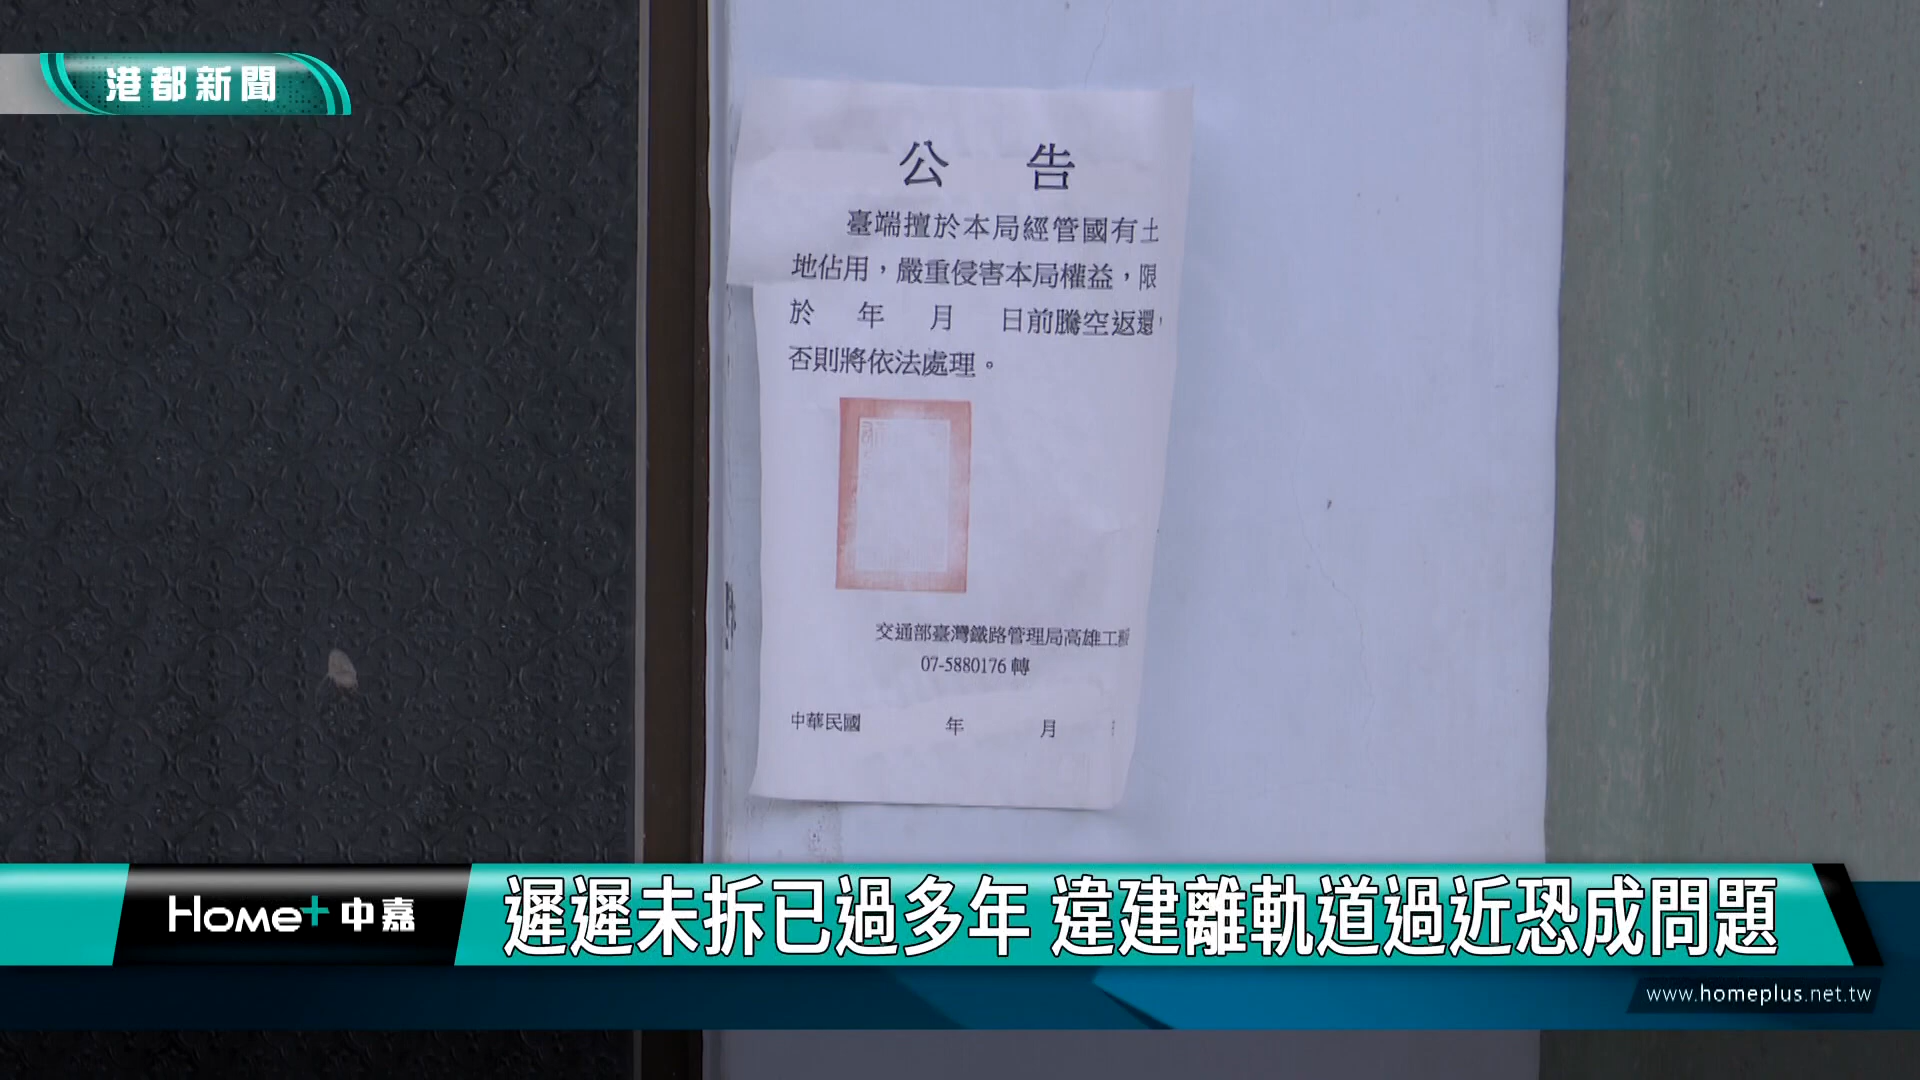 港都新聞
公告
臺端擅於本局經管國有土
地佔用，嚴重侵害本局權益，限
於 年 月 日前騰空返還，
否則將依法處理。
交通部臺灣鐵路管理局高雄工務
07-5880176 轉
中華民國 年 月
Home+ 中嘉
遲遲未拆已過多年 違建離軌道過近恐成問題
www.homeplus.net.tw